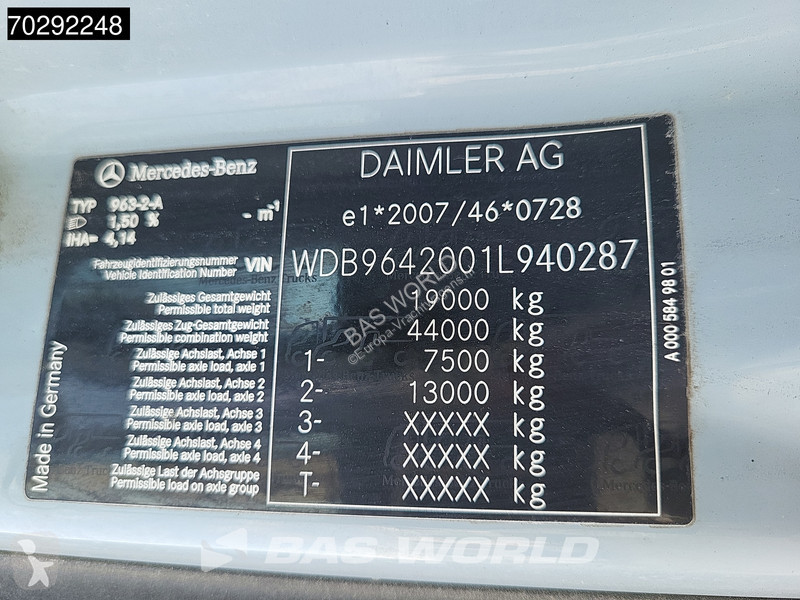 70292248
Mercedes-Benz
DAIMLER AG
TYP 963-2-A
1,50 % - m⁻¹
IHA= 4,14
e1*2007/46*0728
Fahrzeugidentifizierungsnummer
Vehicle Identification Number VIN
WDB9642001L940287
Zulässiges Gesamtgewicht
Permissible total weight
19000 kg
Zulässiges Zug-Gesamtgewicht
Permissible combination weight
44000 kg
Zulässige Achslast, Achse 1
Permissible axle load, axle 1
1- 7500 kg
Zulässige Achslast, Achse 2
Permissible axle load, axle 2
2- 13000 kg
Zulässige Achslast, Achse 3
Permissible axle load, axle 3
3- XXXXX kg
Zulässige Achslast, Achse 4
Permissible axle load, axle 4
4- XXXXX kg
Zulässige Last der Achsgruppe
Permissible load on axle group
T- XXXXX kg
Made in Germany
A 000 584 98 01
BAS WORLD
©Europa-Vrachtwagens.nl
BAS WORLD